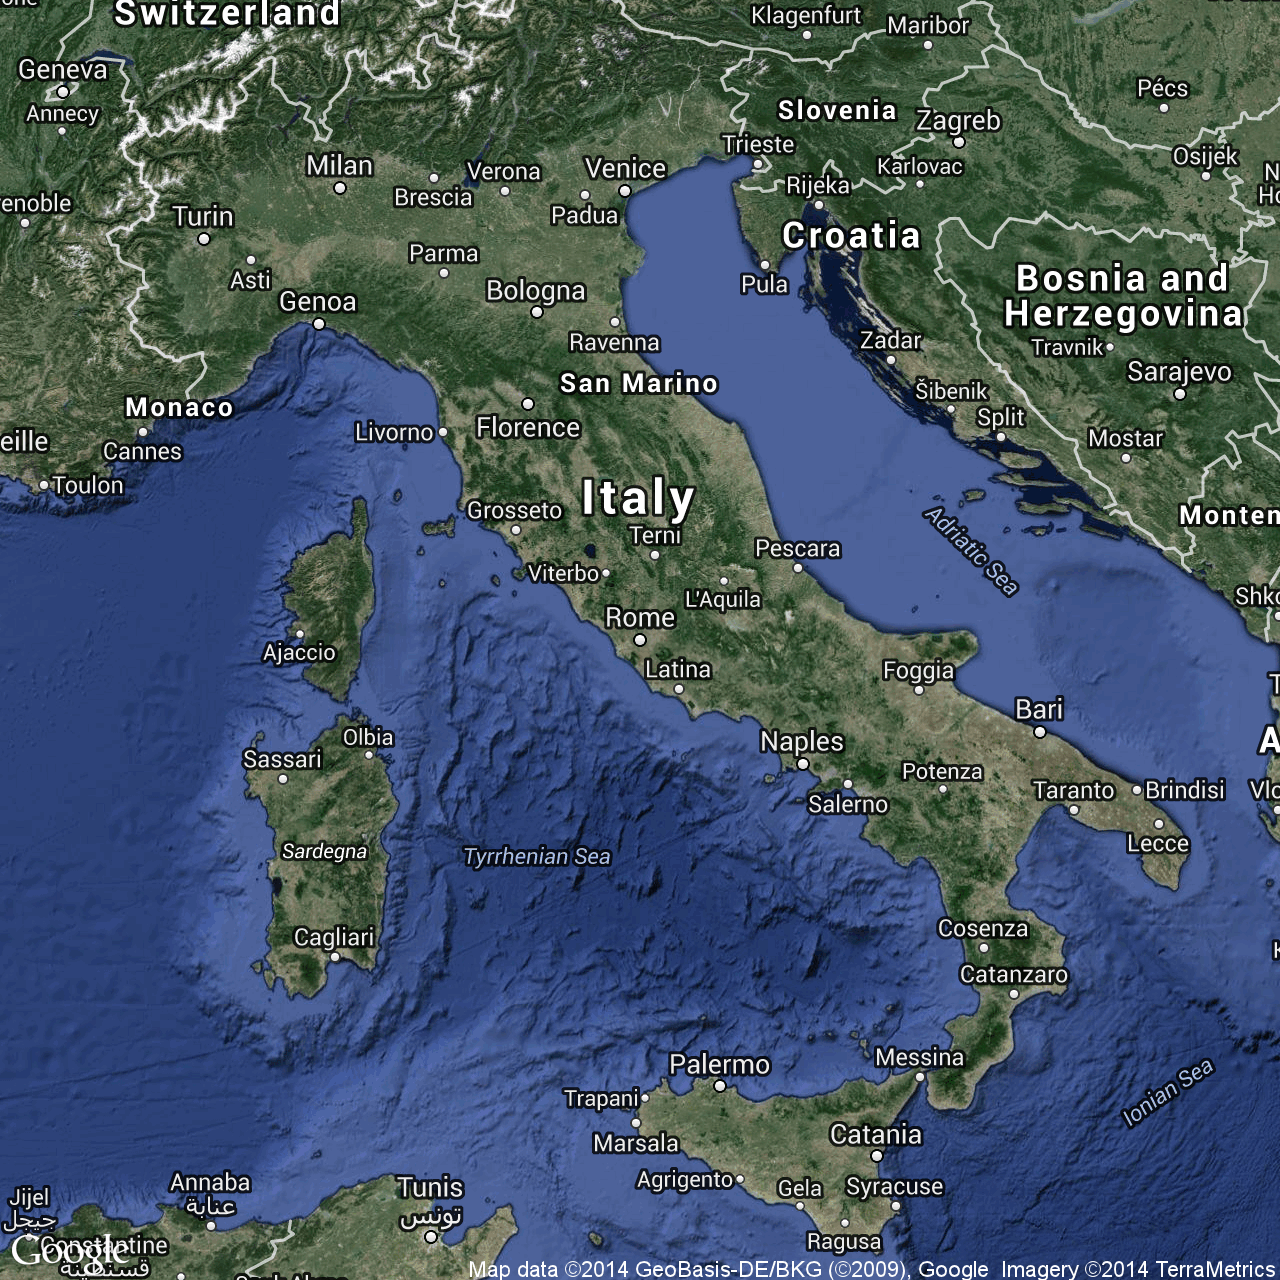 Switzerland
Klagenfurt
Maribor
Geneva
Annecy
Pécs
Slovenia
Zagreb
Trieste
Milan
Verona
Venice
Karlovac
Osijek
Brescia
Rijeka
Padua
Turin
Croatia
Parma
Asti
Bologna
Pula
Bosnia and
Herzegovina
Genoa
Ravenna
Zadar
Travnik
Sarajevo
San Marino
Šibenik
Monaco
Florence
Livorno
Split
Mostar
Cannes
Toulon
Italy
Grosseto
Terni
Adriatic Sea
Pescara
Viterbo
L'Aquila
Rome
Ajaccio
Latina
Foggia
Bari
Olbia
Sassari
Naples
Potenza
Salerno
Taranto
Brindisi
Lecce
Sardegna
Tyrrhenian Sea
Cagliari
Cosenza
Catanzaro
Messina
Palermo
Trapani
Ionian Sea
Marsala
Catania
Agrigento
Gela
Syracuse
Ragusa
Annaba
عنابة
Tunis
تونس
Jijel
جيجل
Constantine
قسنطينة
Google
Map data ©2014 GeoBasis-DE/BKG (©2009), Google Imagery ©2014 TerraMetrics